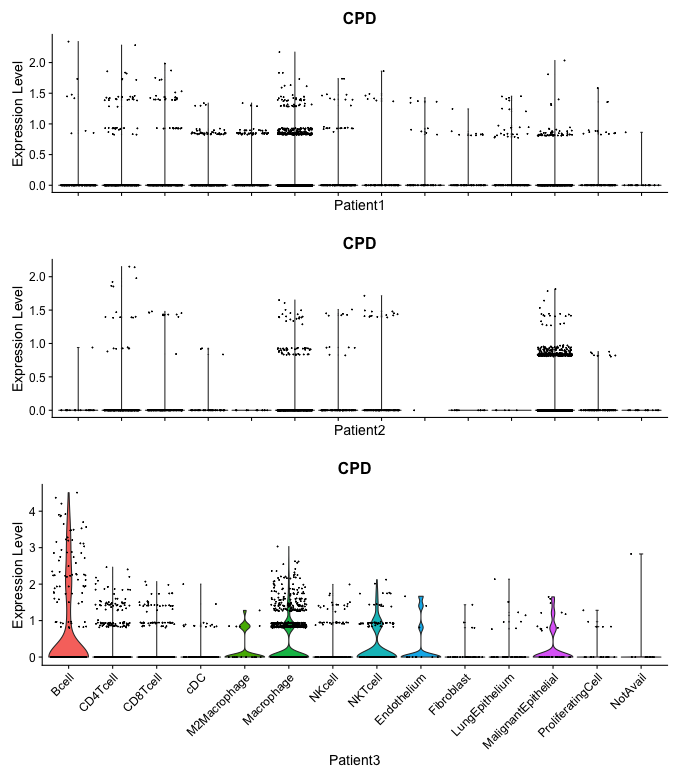 CPD
Expression Level
2.0
1.5
1.0
0.5
0.0
Patient1
CPD
Expression Level
2.0
1.5
1.0
0.5
0.0
Patient2
CPD
Expression Level
4
3
2
1
0
Bcell
CD4Tcell
CD8Tcell
cDC
M2Macrophage
Macrophage
NKcell
NKTcell
Endothelium
Fibroblast
LungEpithelium
MalignantEpithelial
ProliferatingCell
NotAvail
Patient3